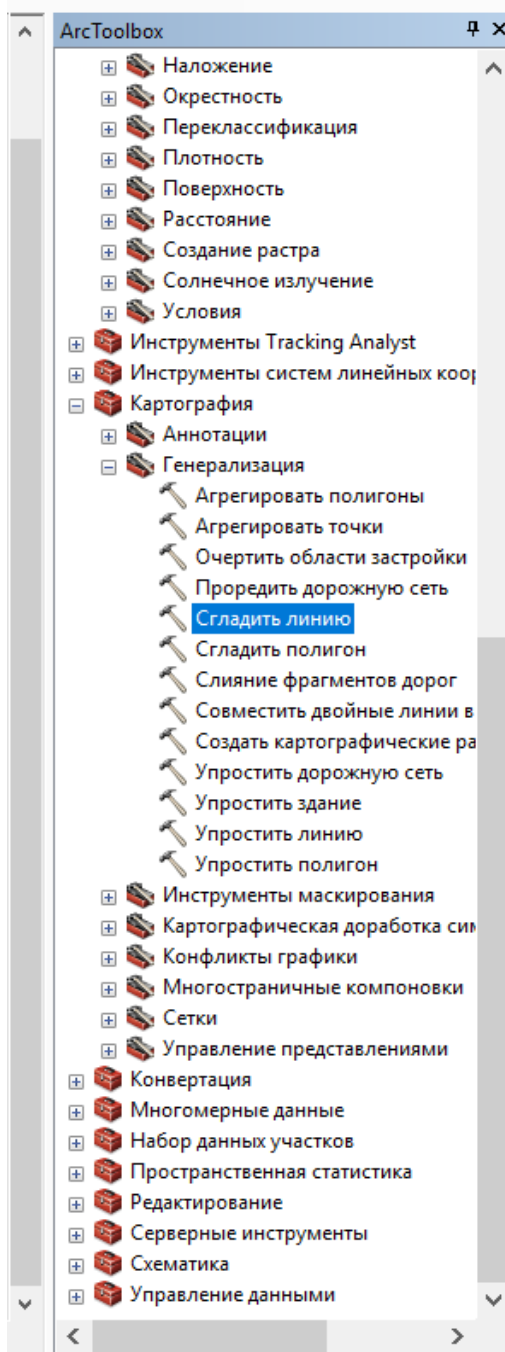 ArcToolbox
Наложение
Окрестность
Переклассификация
Плотность
Поверхность
Расстояние
Создание растра
Солнечное излучение
Условия
Инструменты Tracking Analyst
Инструменты систем линейных коор
Картография
Аннотации
Генерализация
Агрегировать полигоны
Агрегировать точки
Очертить области застройки
Проредить дорожную сеть
Сгладить линию
Сгладить полигон
Слияние фрагментов дорог
Совместить двойные линии в
Создать картографические ра
Упростить дорожную сеть
Упростить здание
Упростить линию
Упростить полигон
Инструменты маскирования
Картографическая доработка сим
Конфликты графики
Многостраничные компоновки
Сетки
Управление представлениями
Конвертация
Многомерные данные
Набор данных участков
Пространственная статистика
Редактирование
Серверные инструменты
Схематика
Управление данными